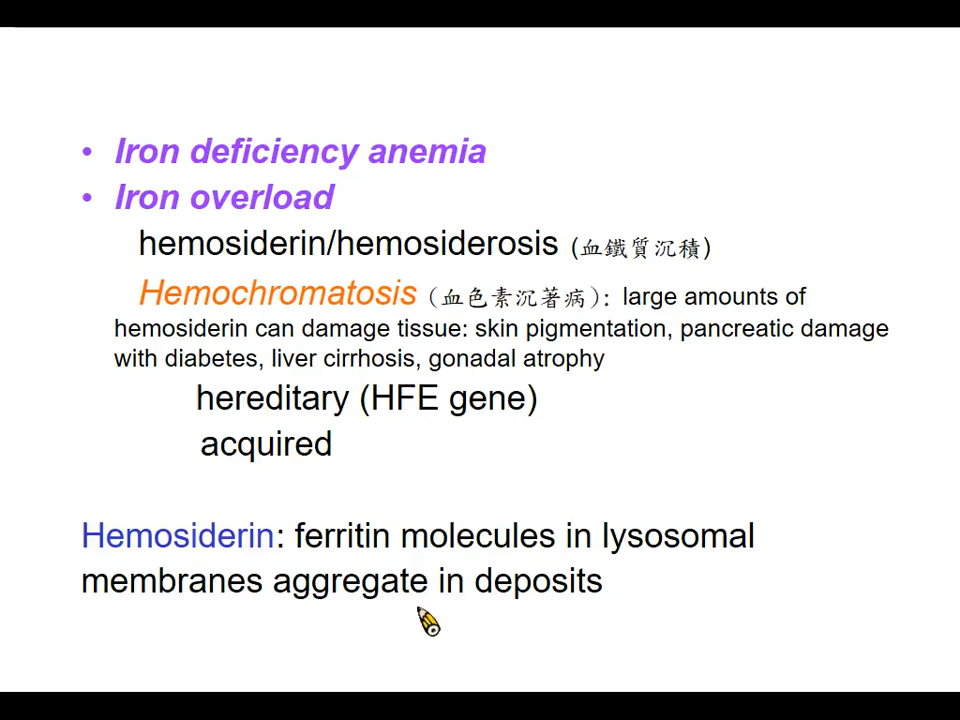 • Iron deficiency anemia
• Iron overload
hemosiderin/hemosiderosis (血鐵質沉積)
Hemochromatosis (血色素沉著病): large amounts of
hemosiderin can damage tissue: skin pigmentation, pancreatic damage
with diabetes, liver cirrhosis, gonadal atrophy
hereditary (HFE gene)
acquired
Hemosiderin: ferritin molecules in lysosomal
membranes aggregate in deposits